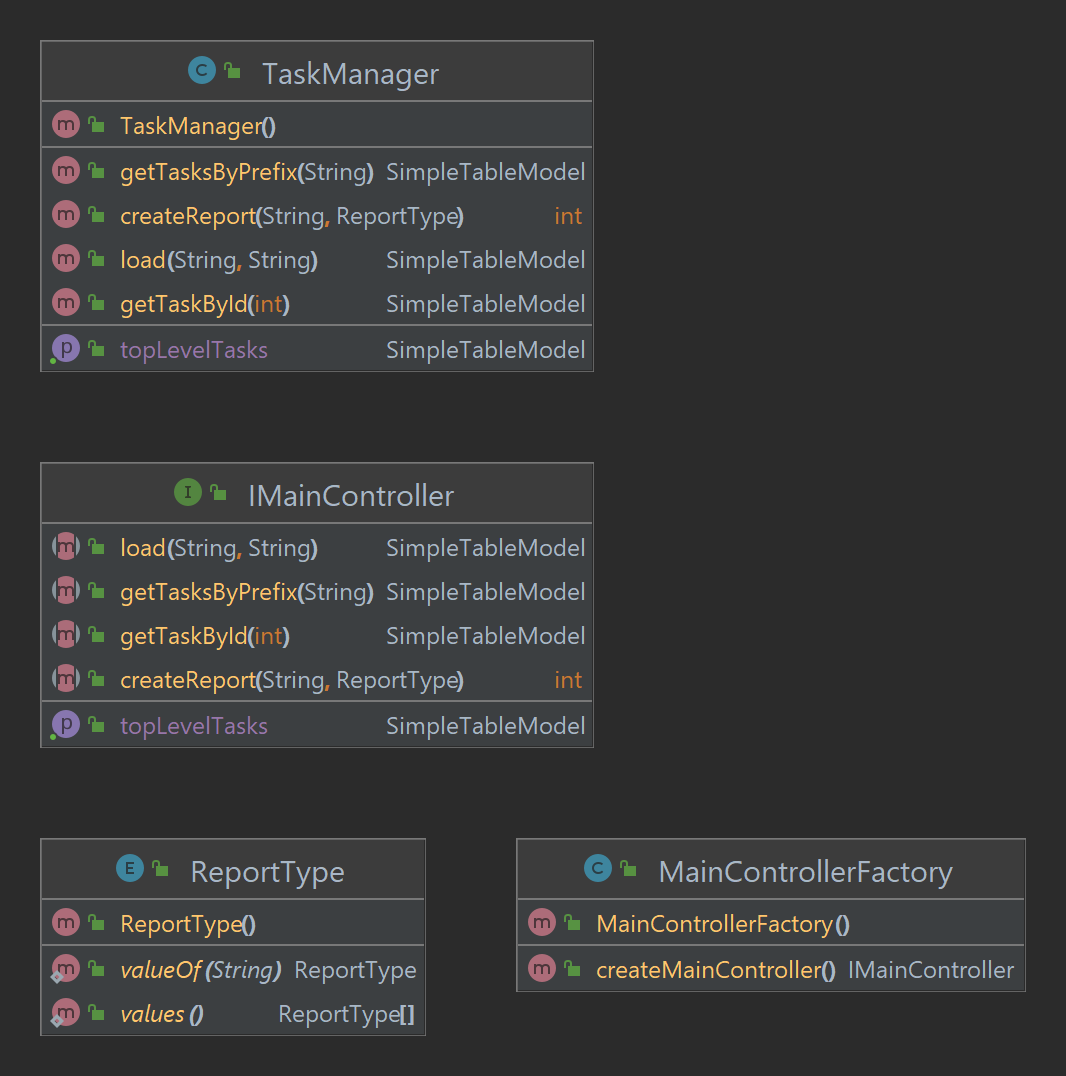 C TaskManager
m TaskManager()
m getTasksByPrefix(String) SimpleTableModel
m createReport(String, ReportType) int
m load(String, String) SimpleTableModel
m getTaskById(int) SimpleTableModel
p topLevelTasks SimpleTableModel
I IMainController
(m) load(String, String) SimpleTableModel
(m) getTasksByPrefix(String) SimpleTableModel
(m) getTaskById(int) SimpleTableModel
(m) createReport(String, ReportType) int
p topLevelTasks SimpleTableModel
E ReportType
m ReportType()
m valueOf(String) ReportType
m values() ReportType[]
C MainControllerFactory
m MainControllerFactory()
m createMainController() IMainController